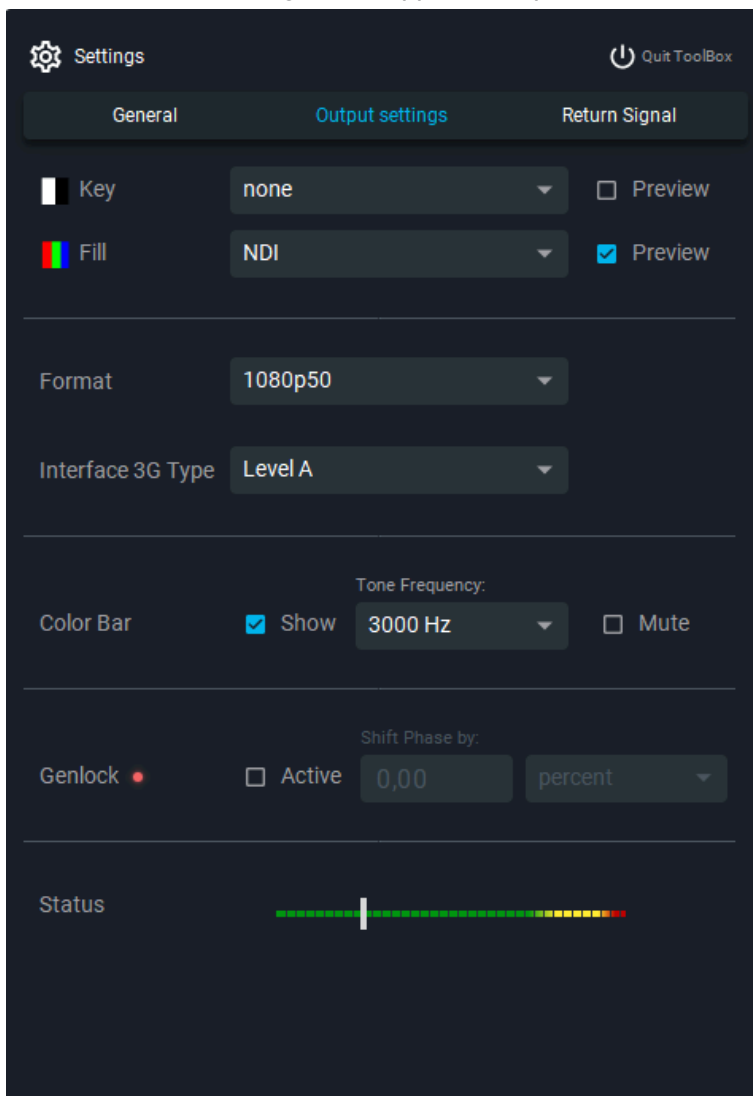 Settings
Quit ToolBox
General Output settings Return Signal
Key none Preview
Fill NDI Preview
Format 1080p50
Interface 3G Type Level A
Tone Frequency:
Color Bar Show 3000 Hz Mute
Shift Phase by:
Genlock Active 0,00 percent
Status